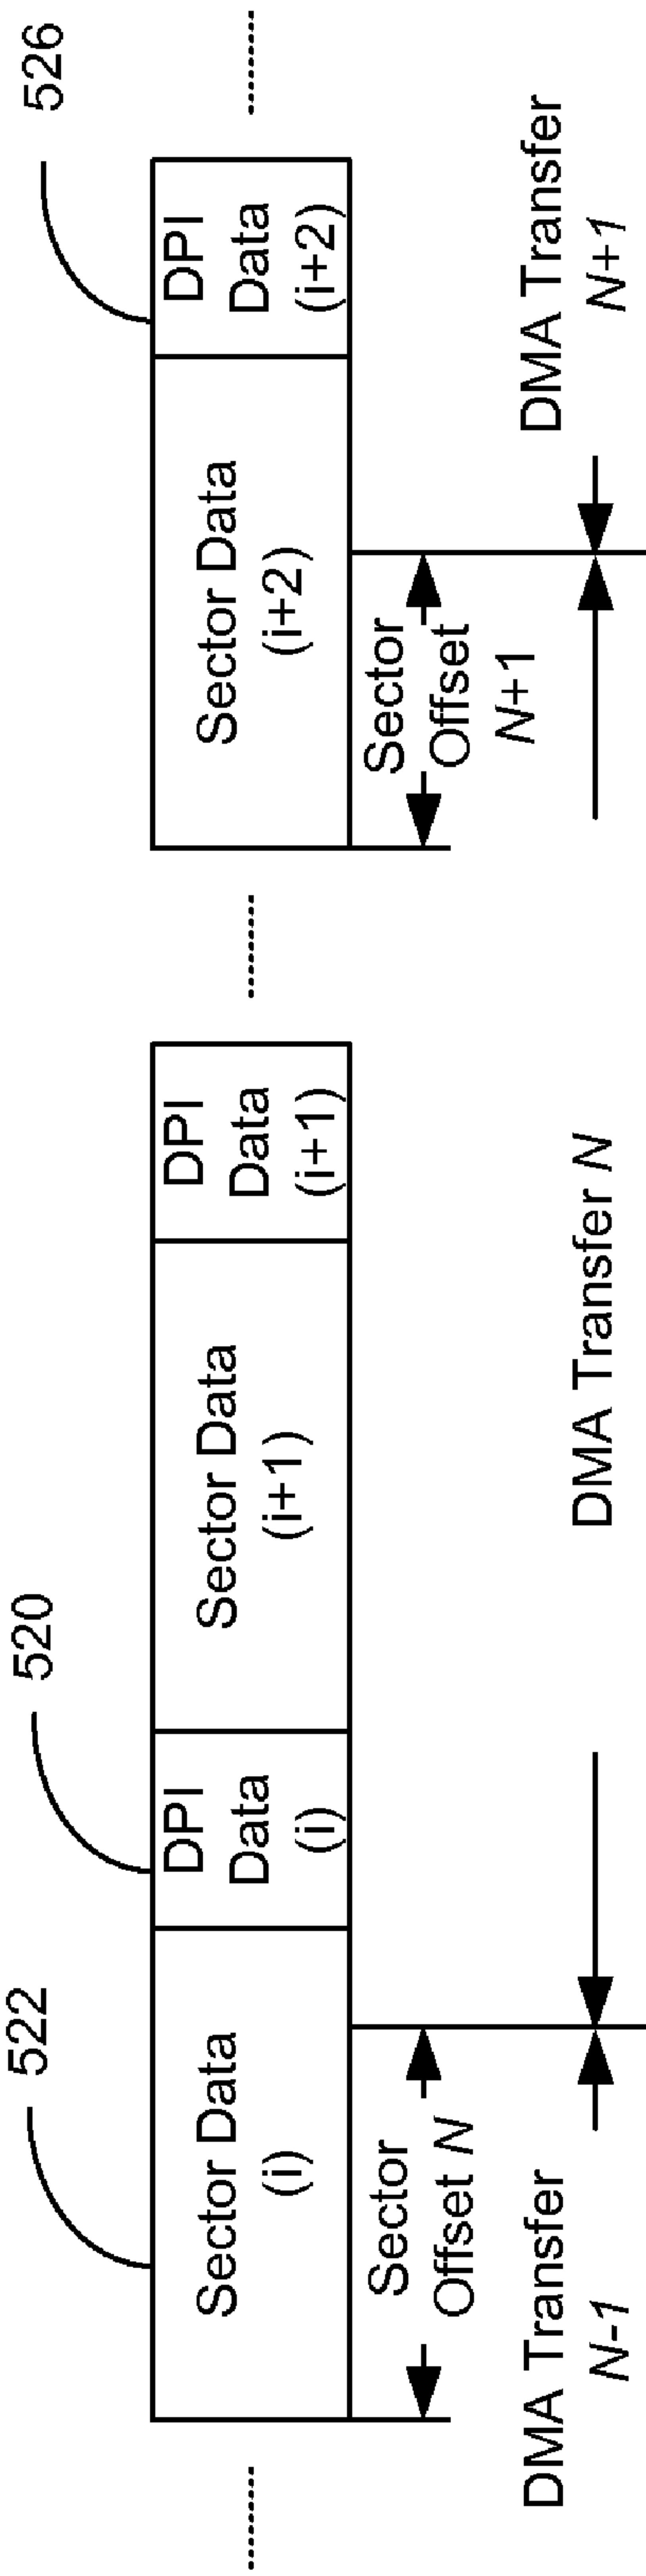 522
520
526
Sector Data
(i)
DPI
Data
(i)
Sector Data
(i+1)
DPI
Data
(i+1)
Sector Data
(i+2)
DPI
Data
(i+2)
Sector
Offset N
Sector
Offset
N+1
DMA Transfer
N-1
DMA Transfer N
DMA Transfer
N+1